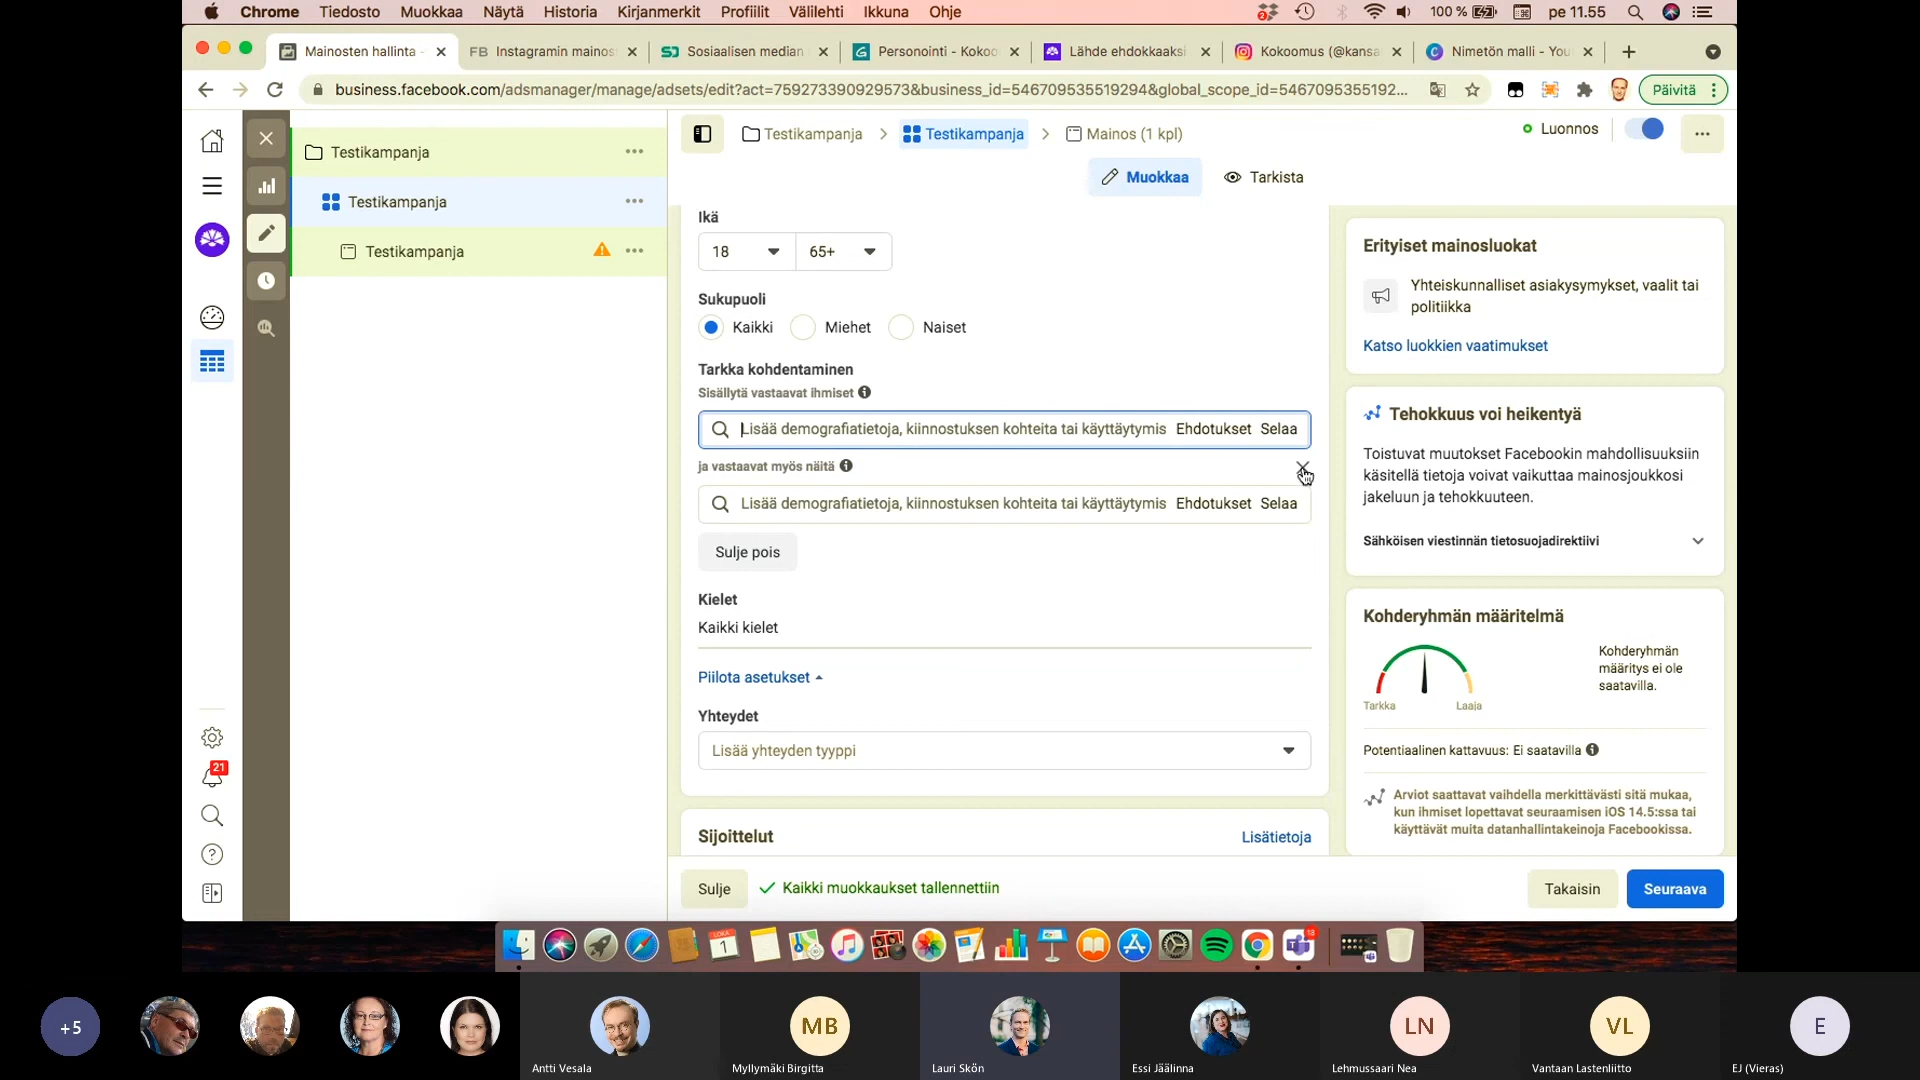 Chrome Tiedosto Muokkaa Näytä Historia Kirjanmerkit Profiilit Välilehti Ikkuna Ohje 2 100 % pe 11.55
Mainosten hallinta - FB Instagramin mainos Sosiaalisen median Personointi - Koko Lähde ehdokkaaksi Kokoomus (@kansa C Nimetön malli - You
business.facebook.com/adsmanager/manage/adsets/edit?act=759273390929573&business_id=546709535519294&global_scope_id=5467095355192... Päivitä
Testikampanja
Testikampanja
Testikampanja
21
Testikampanja > Testikampanja > Mainos (1 kpl) Luonnos
Muokkaa Tarkista
Ikä
18 65+
Sukupuoli
Kaikki Miehet Naiset
Tarkka kohdentaminen
Sisällytä vastaavat ihmiset
Lisää demografiatietoja, kiinnostuksen kohteita tai käyttäytymis Ehdotukset Selaa
ja vastaavat myös näitä
Lisää demografiatietoja, kiinnostuksen kohteita tai käyttäytymis Ehdotukset Selaa
Sulje pois
Kielet
Kaikki kielet
Piilota asetukset
Yhteydet
Lisää yhteyden tyyppi
Sijoittelut Lisätietoja
Sulje Kaikki muokkaukset tallennettiin Takaisin Seuraava
Erityiset mainosluokat
Yhteiskunnalliset asiakysymykset, vaalit tai
politiikka
Katso luokkien vaatimukset
Tehokkuus voi heikentyä
Toistuvat muutokset Facebookin mahdollisuuksiin
käsitellä tietoja voivat vaikuttaa mainosjoukkosi
jakeluun ja tehokkuuteen.
Sähköisen viestinnän tietosuojadirektiivi
Kohderyhmän määritelmä
Kohderyhmän
määritys ei ole
saatavilla.
Tarkka Laaja
Potentiaalinen kattavuus: Ei saatavilla
Arviot saattavat vaihdella merkittävästi sitä mukaa,
kun ihmiset lopettavat seuraamisen iOS 14.5:ssa tai
käyttävät muita datanhallintakeinoja Facebookissa.
LOKA
1
13
+5 MB LN VL E
Antti Vesala Myllymäki Birgitta Lauri Skön Essi Jäälinna Lehmussaari Nea Vantaan Lastenliitto EJ (Vieras)